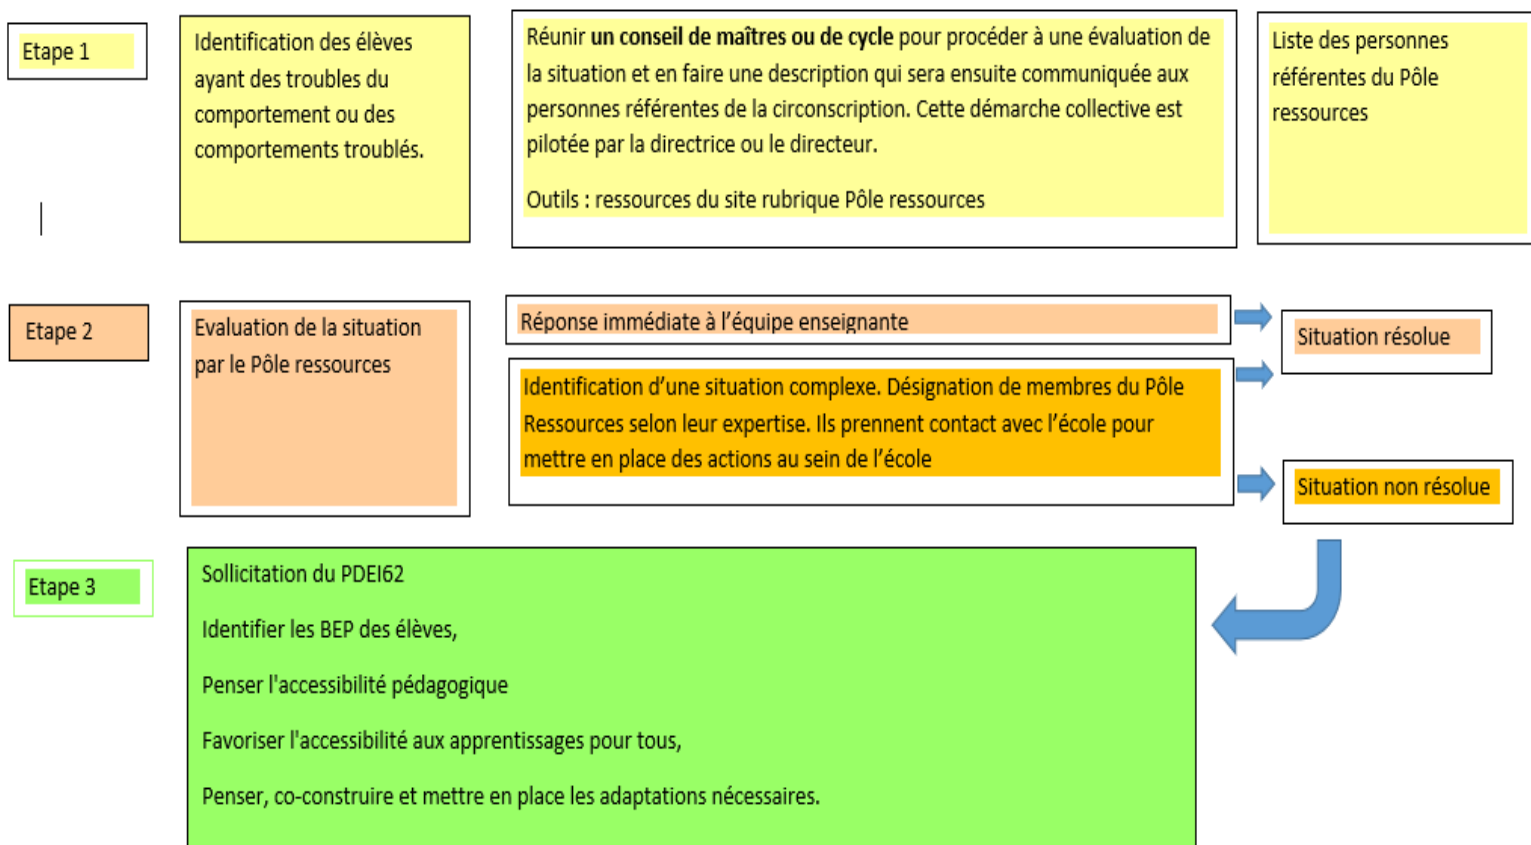 Etape 1
Identification des élèves
ayant des troubles du
comportement ou des
comportements troublés.
Réunir un conseil de maîtres ou de cycle pour procéder à une évaluation de
la situation et en faire une description qui sera ensuite communiquée aux
personnes référentes de la circonscription. Cette démarche collective est
pilotée par la directrice ou le directeur.
Outils : ressources du site rubrique Pôle ressources
Liste des personnes
référentes du Pôle
ressources
Etape 2
Evaluation de la situation
par le Pôle ressources
Réponse immédiate à l’équipe enseignante
Situation résolue
Identification d’une situation complexe. Désignation de membres du Pôle
Ressources selon leur expertise. Ils prennent contact avec l’école pour
mettre en place des actions au sein de l’école
Situation non résolue
Etape 3
Sollicitation du PDEI62
Identifier les BEP des élèves,
Penser l'accessibilité pédagogique
Favoriser l'accessibilité aux apprentissages pour tous,
Penser, co-construire et mettre en place les adaptations nécessaires.